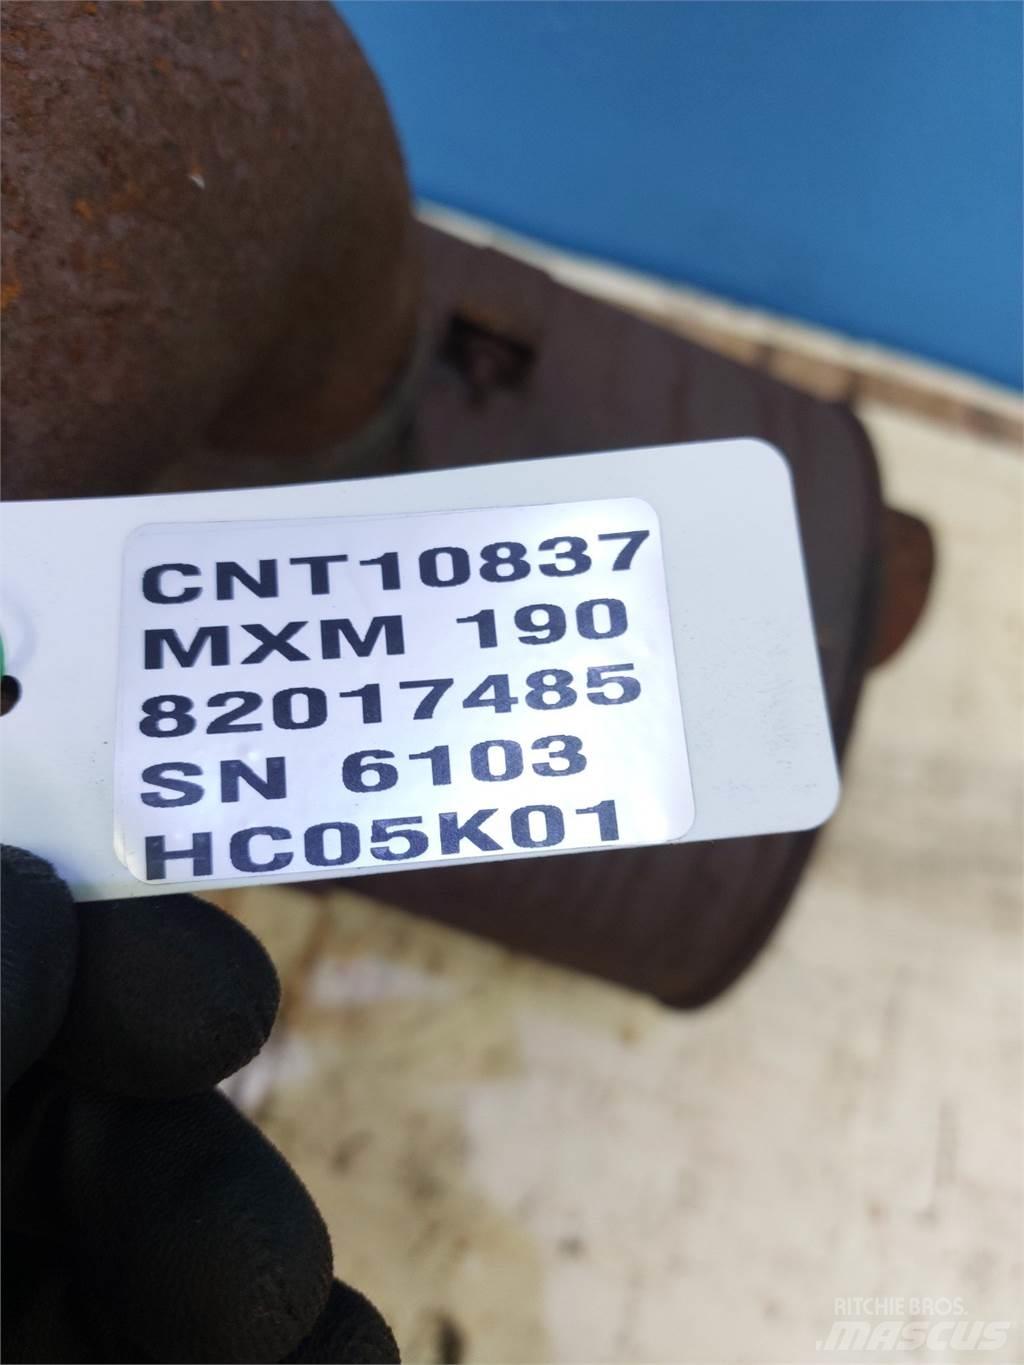 CNT10837
MXM 190
82017485
SN 6103
HC05K01
RITCHIE BROS.
MASCUS